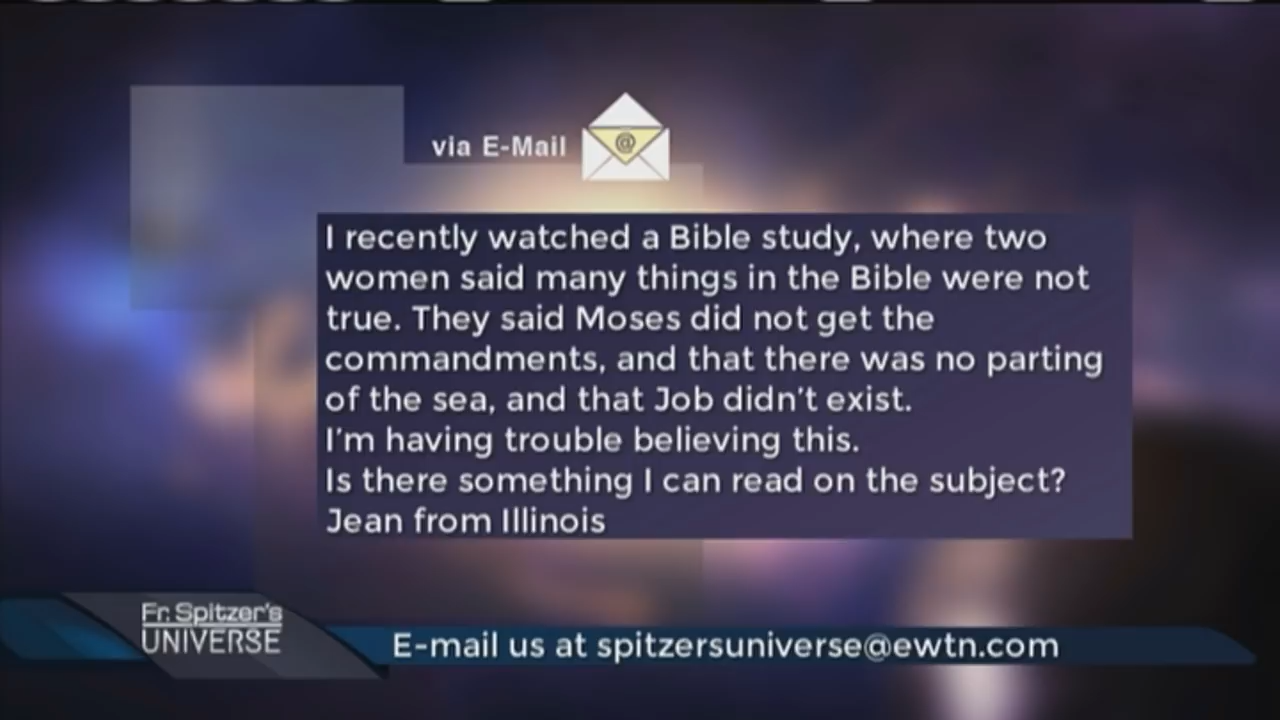 via E-Mail
@
I recently watched a Bible study, where two
women said many things in the Bible were not
true. They said Moses did not get the
commandments, and that there was no parting
of the sea, and that Job didn't exist.
I'm having trouble believing this.
Is there something I can read on the subject?
Jean from Illinois
Fr. Spitzer's
UNIVERSE
E-mail us at spitzersuniverse@ewtn.com